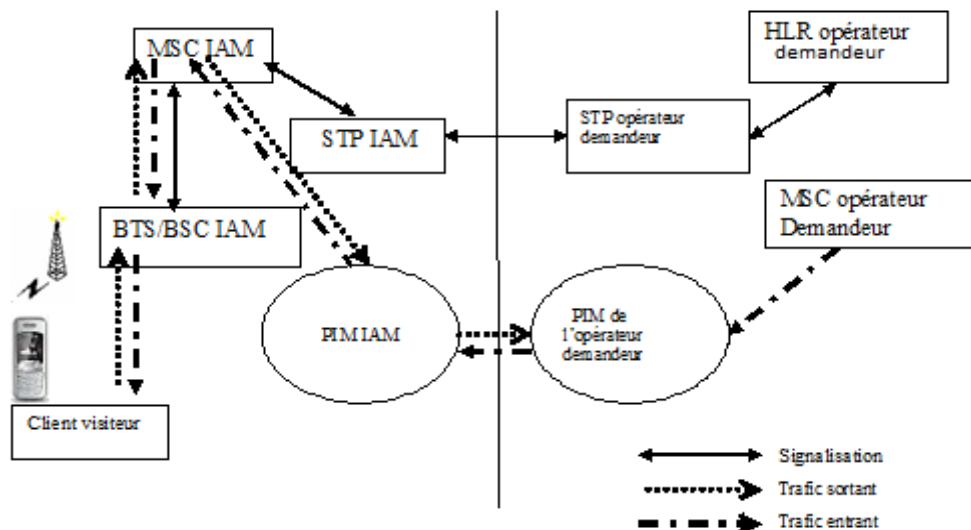 MSC IAM
HLR opérateur
demandeur
STP IAM
STP opérateur
demandeur
BTS/BSC IAM
MSC opérateur
Demandeur
PIM IAM
PIM de
l'opérateur
demandeur
Client visiteur
Signalisation
Trafic sortant
Trafic entrant